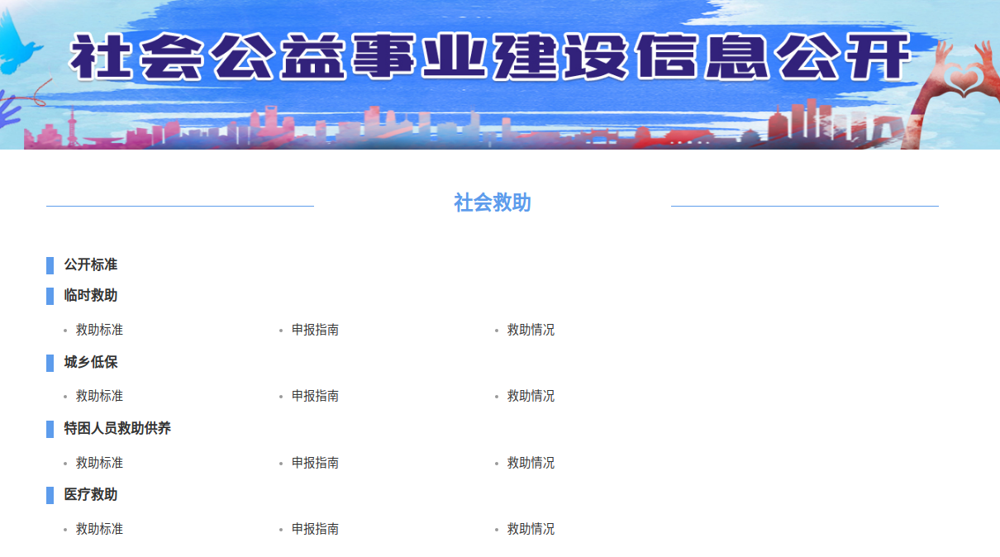 社会公益事业建设信息公开
社会救助
公开标准
临时救助
救助标准 申报指南 救助情况
城乡低保
救助标准 申报指南 救助情况
特困人员救助供养
救助标准 申报指南 救助情况
医疗救助
救助标准 申报指南 救助情况